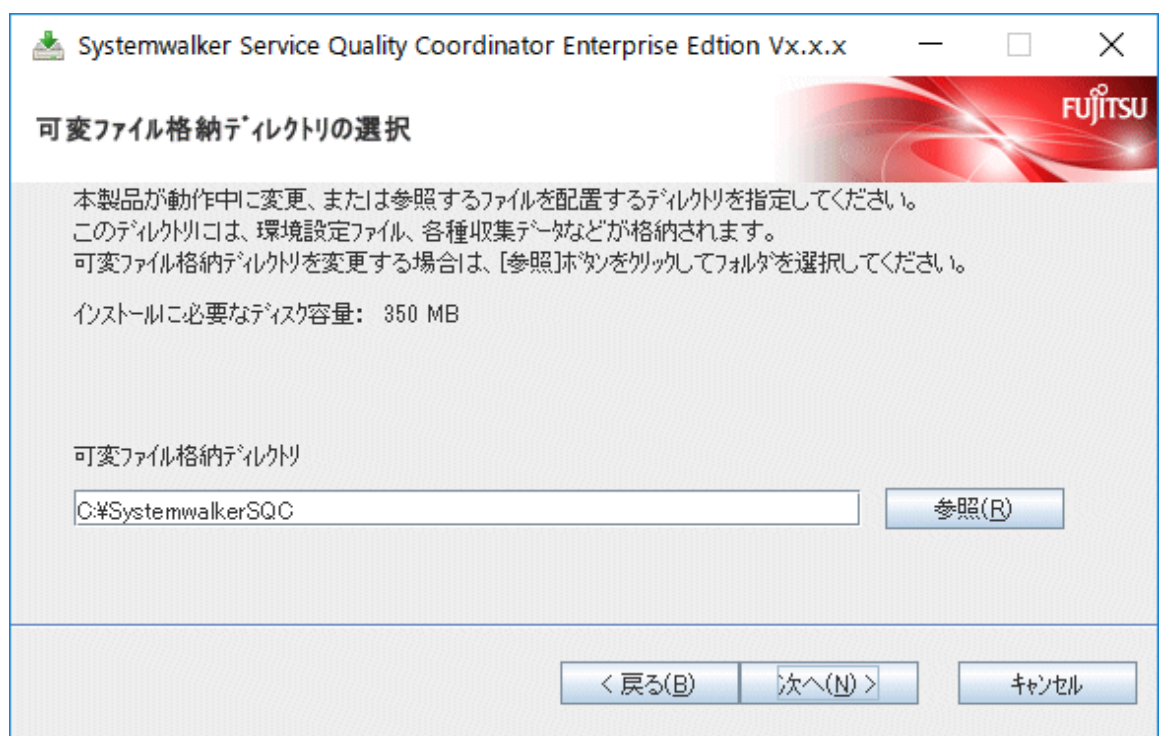 Systemwalker Service Quality Coordinator Enterprise Edtion Vx.x.x
FUJITSU
可変ファイル格納ディレクトリの選択
本製品が動作中に変更、または参照するファイルを配置するディレクトリを指定してください。
このディレクトリには、環境設定ファイル、各種収集データなどが格納されます。
可変ファイル格納ディレクトリを変更する場合は、[参照]ボタンをクリックしてフォルダを選択してください。
インストールに必要なディスク容量: 350 MB
可変ファイル格納ディレクトリ
C:¥SystemwalkerSQC 参照(R)
< 戻る(B) 次へ(N) > キャンセル